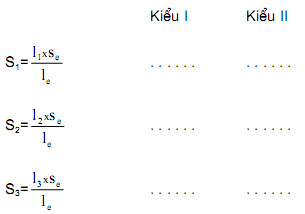 Kiểu I Kiểu II
S₁= l₁xsₑ / lₑ . . . . . . . . . . . .
S₂= l₂xsₑ / lₑ . . . . . . . . . . . .
S₃= l₃xsₑ / lₑ . . . . . . . . . . . .